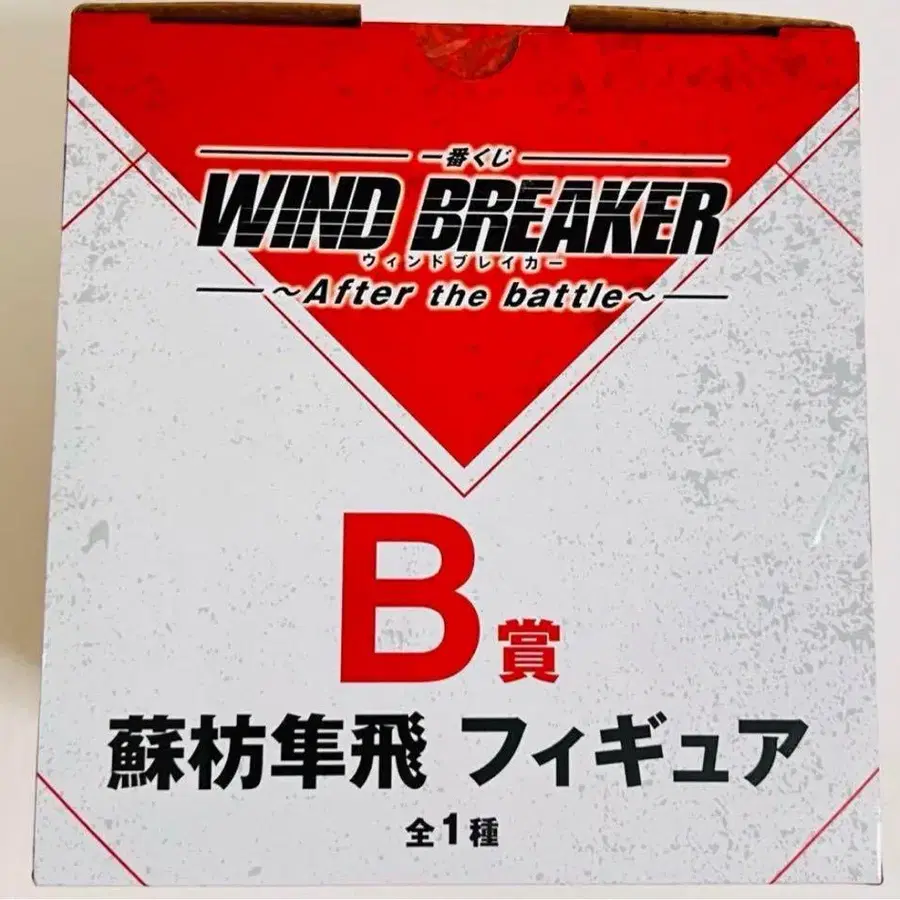 一番くじ
WIND BREAKER
ウィンドブレイカー
～After the battle～
B賞
蘇枋隼飛 フィギュア
全1種